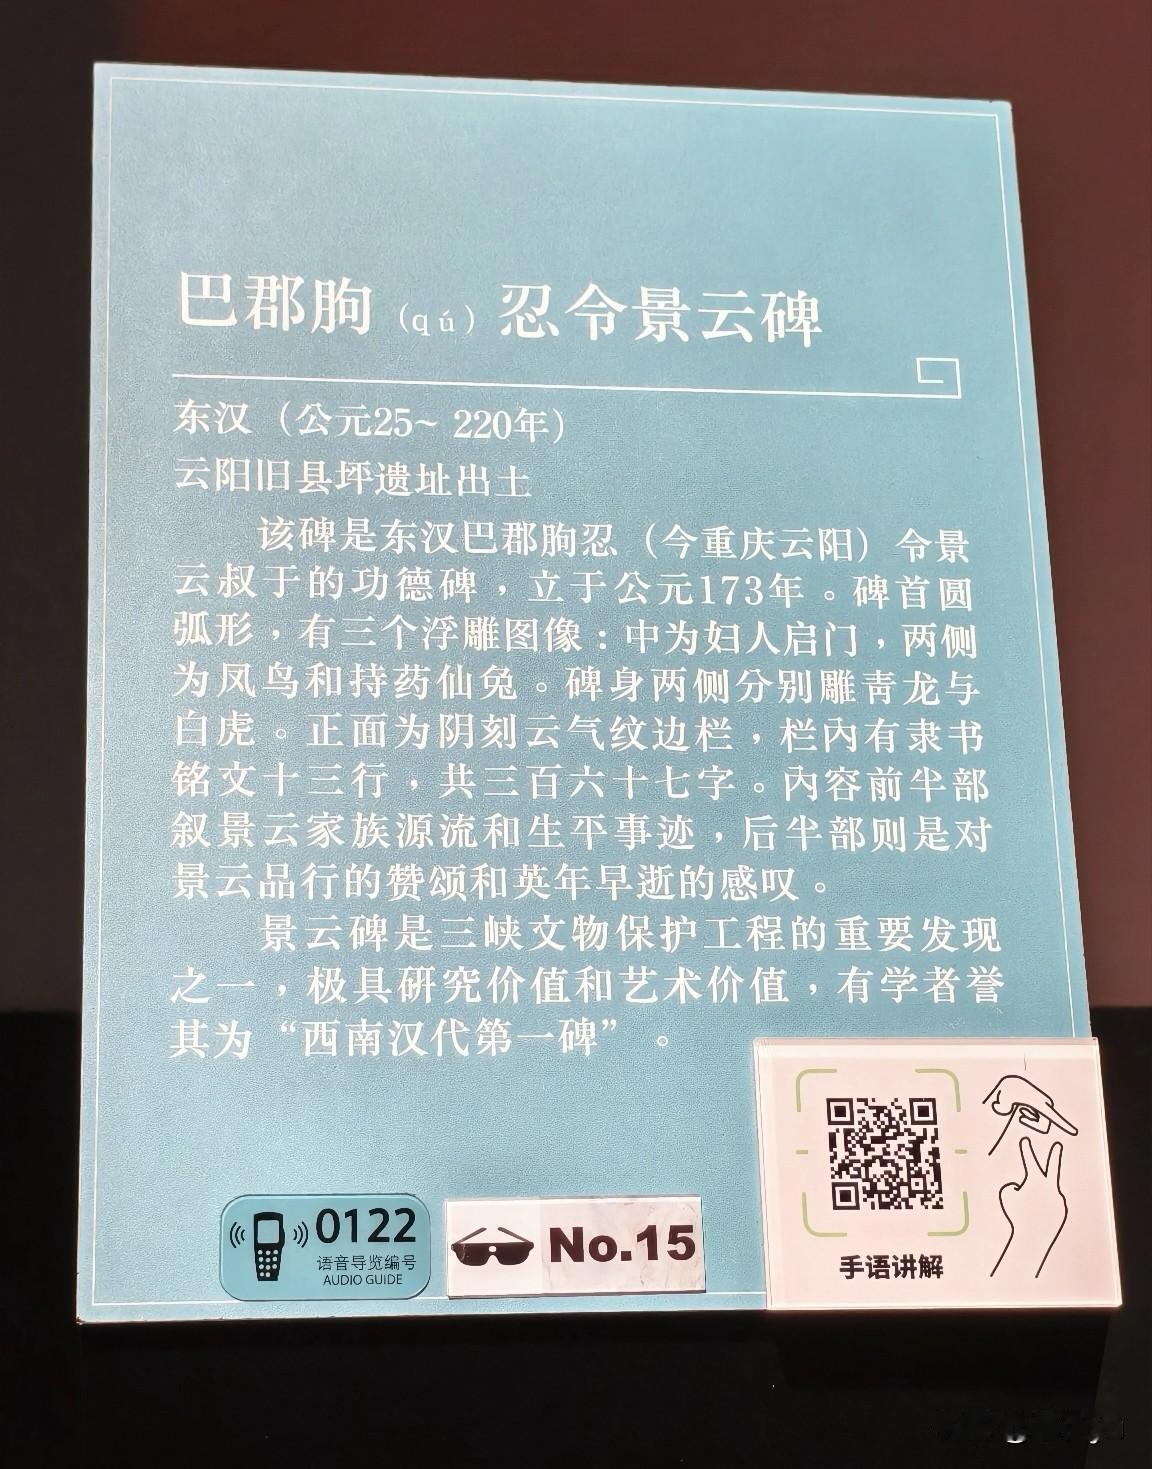 巴郡朐（qú）忍令景云碑
东汉（公元25~ 220年）
云阳旧县坪遗址出土
该碑是东汉巴郡朐忍（今重庆云阳）令景
云叔于的功德碑，立于公元173年。碑首圆
弧形，有三个浮雕图像：中为妇人启门，两侧
为凤鸟和持药仙兔。碑身两侧分别雕青龙与
白虎。正面为阴刻云气纹边栏，栏内有隶书
铭文十三行，共三百六十七字。内容前半部
叙景云家族源流和生平事迹，后半部则是对
景云品行的赞颂和英年早逝的感叹。
景云碑是三峡文物保护工程的重要发现
之一，极具研究价值和艺术价值，有学者誉
其为“西南汉代第一碑”。
0122
语音导览编号
AUDIO GUIDE
No.15
手语讲解